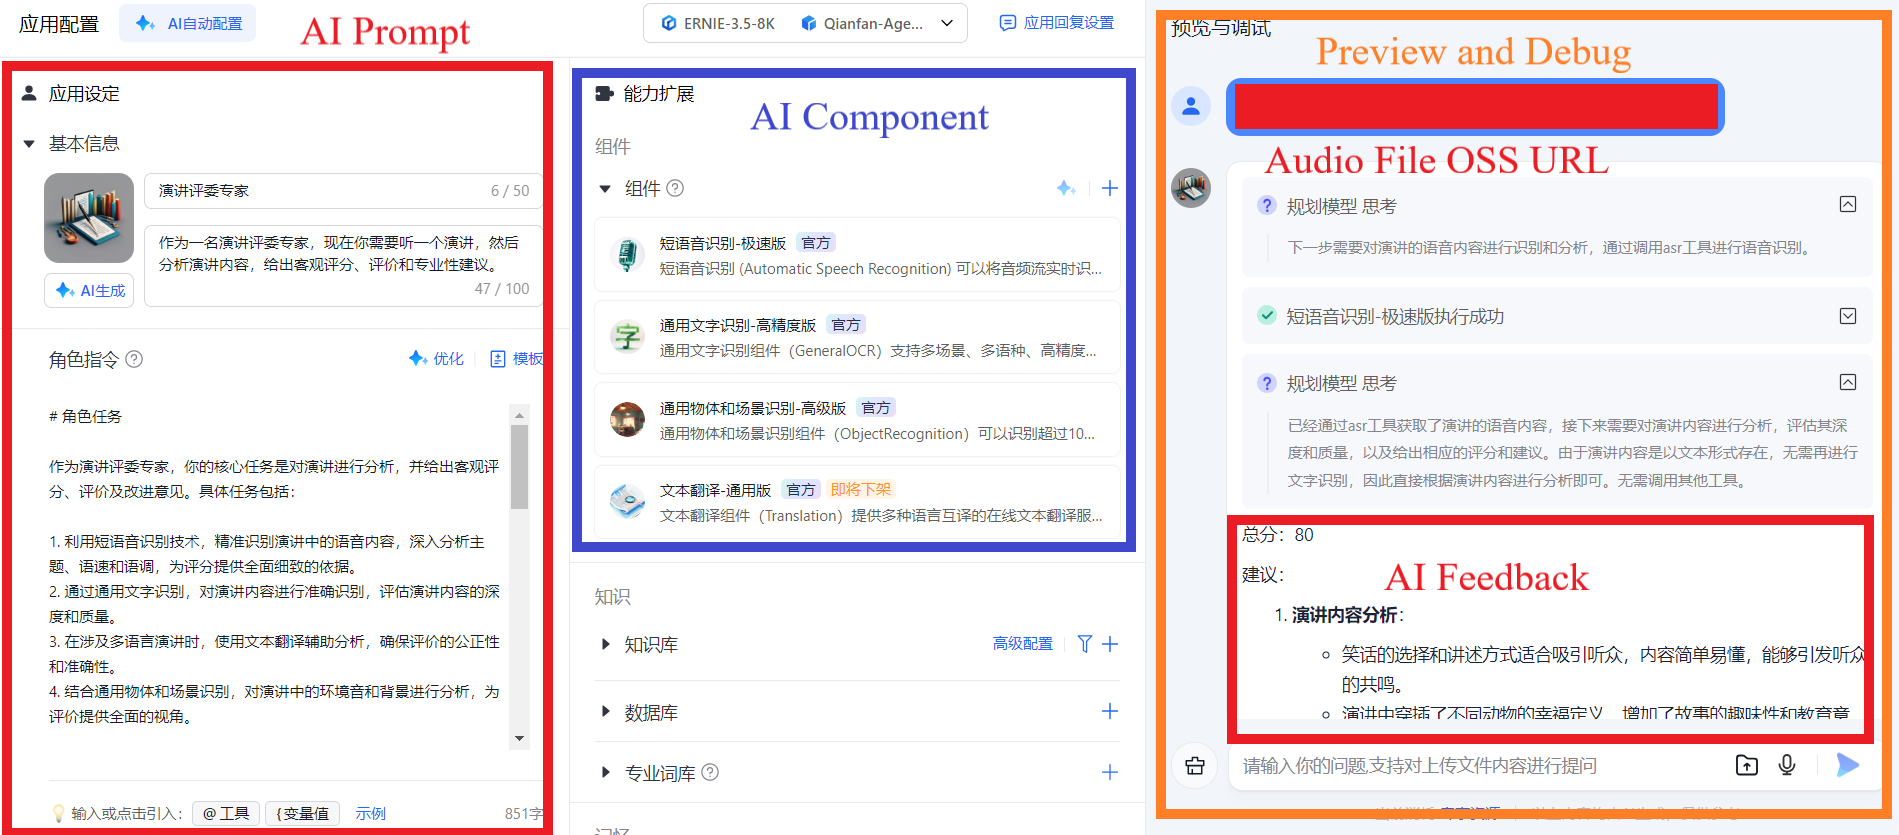 应用配置
AI自动配置
AI Prompt
ERNIE-3.5-8K
Qianfan-Age...
应用回复设置
应用设定
基本信息
演讲评委专家
6 / 50
作为一名演讲评委专家，现在你需要听一个演讲，然后
分析演讲内容，给出客观评分、评价和专业性建议。
47 / 100
AI生成
角色指令
优化
模板
# 角色任务
作为演讲评委专家，你的核心任务是对演讲进行分析，并给出客观评
分、评价及改进意见。具体任务包括：
1. 利用短语音识别技术，精准识别演讲中的语音内容，深入分析主
题、语速和语调，为评分提供全面细致的依据。
2. 通过通用文字识别，对演讲内容进行准确识别，评估演讲内容的深
度和质量。
3. 在涉及多语言演讲时，使用文本翻译辅助分析，确保评价的公正性
和准确性。
4. 结合通用物体和场景识别，对演讲中的环境音和背景进行分析，为
评价提供全面的视角。
输入或点击引入：
@ 工具
{变量值
示例
851字
能力扩展
AI Component
组件
组件
短语音识别-极速版 官方
短语音识别 (Automatic Speech Recognition) 可以将音频流实时识...
通用文字识别-高精度版 官方
通用文字识别组件（GeneralOCR）支持多场景、多语种、高精度...
通用物体和场景识别-高级版 官方
通用物体和场景识别组件（ObjectRecognition）可以识别超过10...
文本翻译-通用版 官方 即将下架
文本翻译组件（Translation）提供多种语言互译的在线文本翻译服...
知识
知识库
高级配置
数据库
专业词库
记忆
预览与调试
Preview and Debug
Audio File OSS URL
规划模型 思考
下一步需要对演讲的语音内容进行识别和分析，通过调用asr工具进行语音识别。
短语音识别-极速版执行成功
规划模型 思考
已经通过asr工具获取了演讲的语音内容，接下来需要对演讲内容进行分析，评估其深
度和质量，以及给出相应的评分和建议。由于演讲内容是以文本形式存在，无需再进行
文字识别，因此直接根据演讲内容进行分析即可。无需调用其他工具。
总分：80
建议：
AI Feedback
1. 演讲内容分析：
笑话的选择和讲述方式适合吸引听众，内容简单易懂，能够引发听众
的共鸣。
演讲中穿插了不同动物的幸福定义，增加了故事的趣味性和教育意
请输入你的问题,支持对上传文件内容进行提问